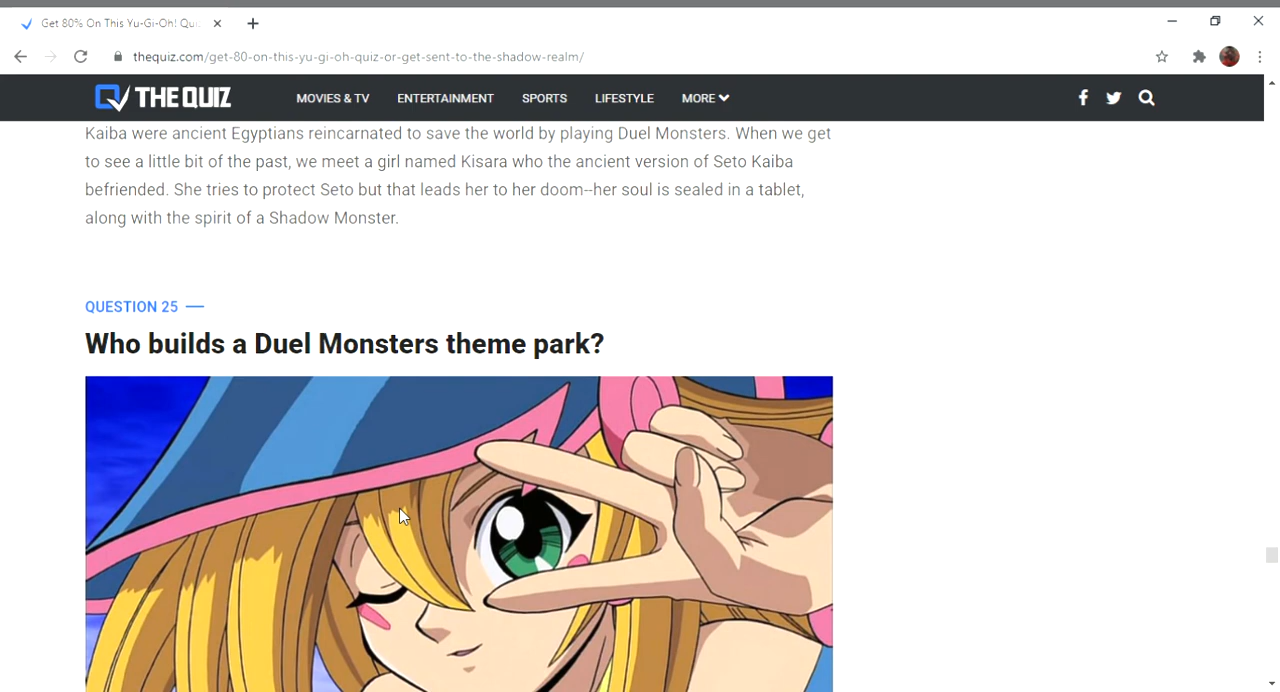 Get 80% On This Yu-Gi-Oh! Qui
thequiz.com/get-80-on-this-yu-gi-oh-quiz-or-get-sent-to-the-shadow-realm/
THE QUIZ MOVIES & TV ENTERTAINMENT SPORTS LIFESTYLE MORE
Kaiba were ancient Egyptians reincarnated to save the world by playing Duel Monsters. When we get
to see a little bit of the past, we meet a girl named Kisara who the ancient version of Seto Kaiba
befriended. She tries to protect Seto but that leads her to her doom--her soul is sealed in a tablet,
along with the spirit of a Shadow Monster.
QUESTION 25
Who builds a Duel Monsters theme park?